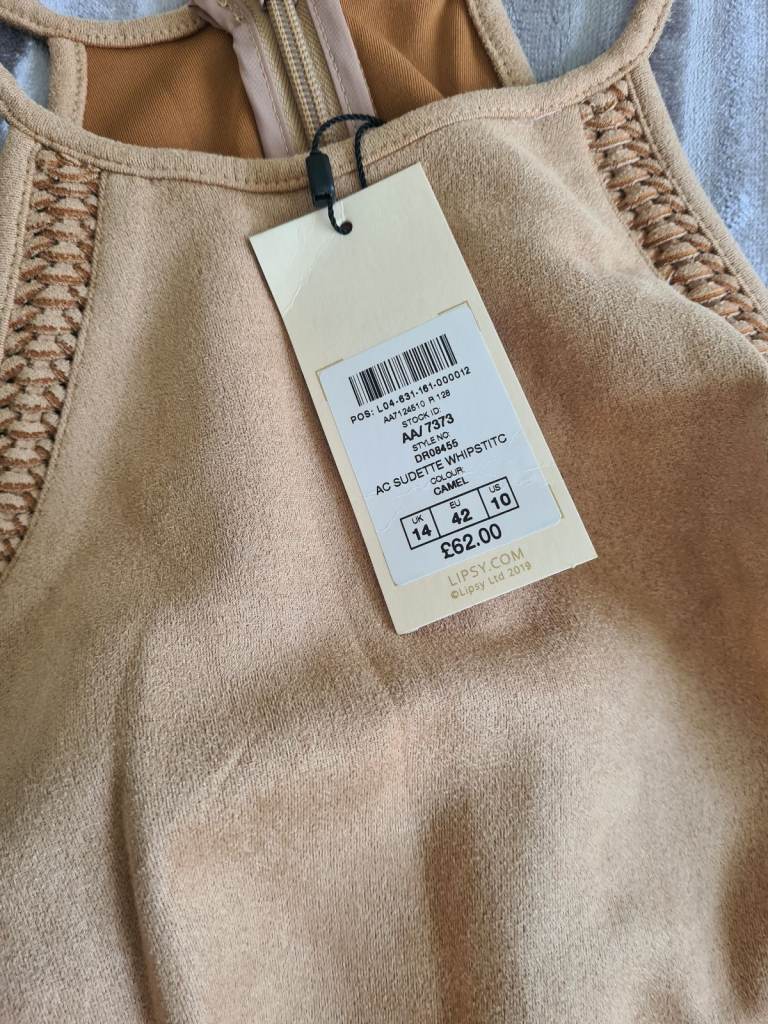 POS: L04-631-161-000012
AA7124510 R 128
STOCK ID:
AA/ 7373
STYLE NO:
DR08455
AC SUDETTE WHIPSTITC
COLOUR:
CAMEL
UK EU US
14 42 10
£62.00
LIPSY.COM
©Lipsy Ltd 2019